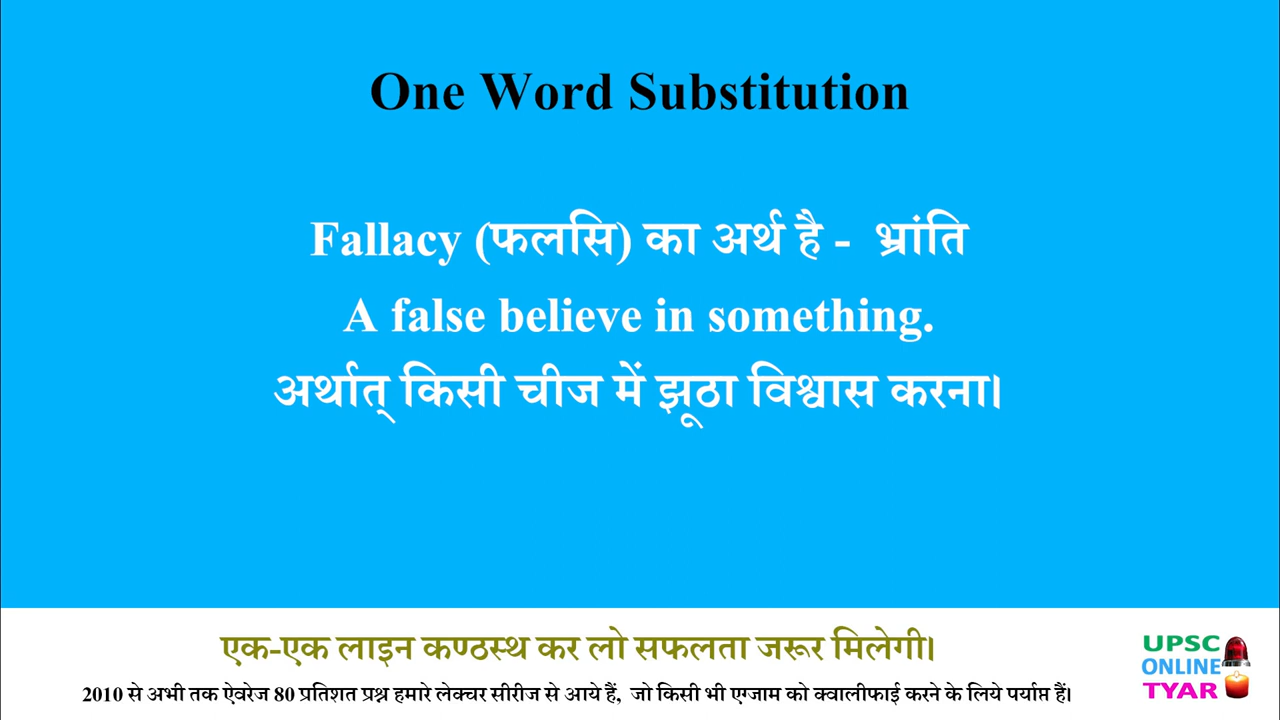 One Word Substitution
Fallacy (फलसि) का अर्थ है - भ्रांति
A false believe in something.
अर्थात् किसी चीज में झूठा विश्वास करना।
एक-एक लाइन कण्ठस्थ कर लो सफलता जरूर मिलेगी।
2010 से अभी तक ऐवरेज 80 प्रतिशत प्रश्न हमारे लेक्चर सीरीज से आये हैं, जो किसी भी एग्जाम को क्वालीफाई करने के लिये पर्याप्त हैं।
UPSC
ONLINE
TYAR